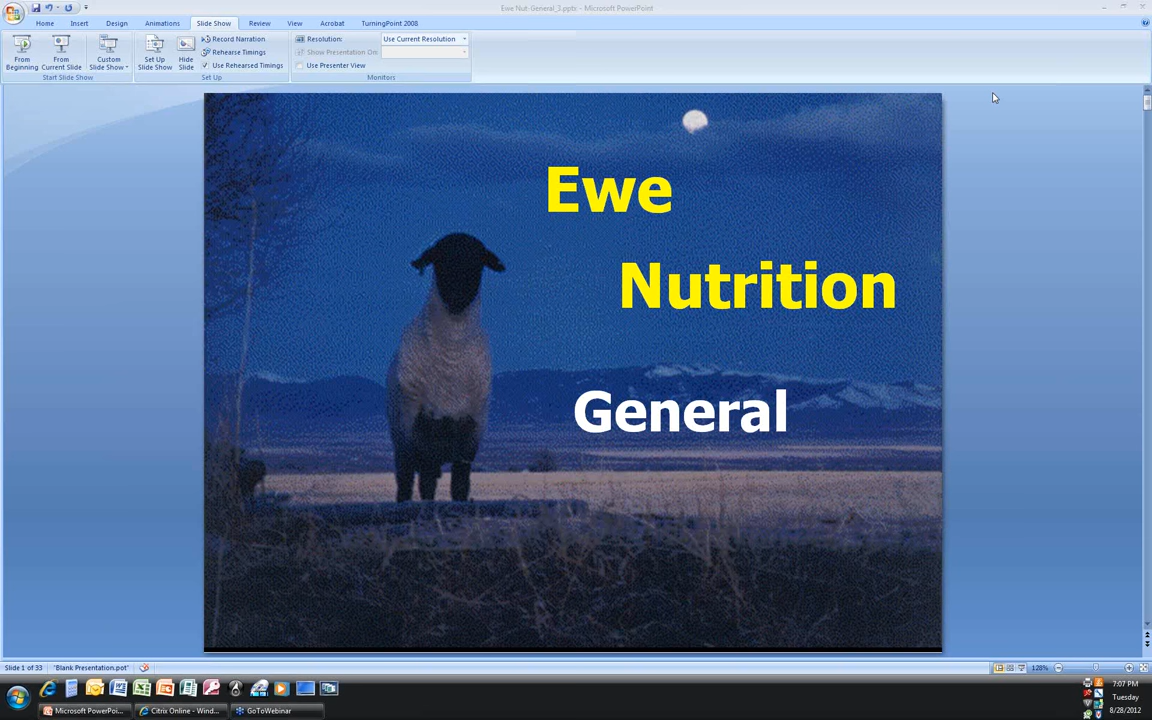 Ewe Nut-General_3.pptx - Microsoft PowerPoint
Home Insert Design Animations Slide Show Review View Acrobat TurningPoint 2008
From Beginning
From Current Slide
Custom Slide Show
Start Slide Show
Set Up Slide Show
Hide Slide
Record Narration
Rehearse Timings
Use Rehearsed Timings
Set Up
Resolution: Use Current Resolution
Show Presentation On:
Use Presenter View
Monitors
Ewe
Nutrition
General
Slide 1 of 33 "Blank Presentation.pot" 128%
Microsoft PowerPoi... Citrix Online - Wind... GoToWebinar
7:07 PM
Tuesday
8/28/2012